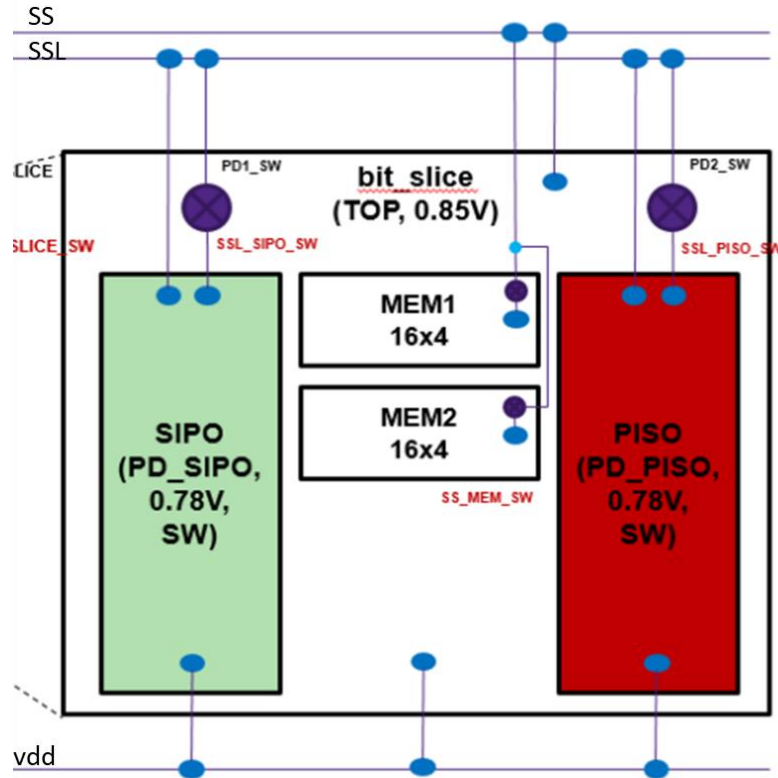 SS
SSL
LICE
PD1_SW
bit_slice
(TOP, 0.85V)
PD2_SW
SLICE_SW
SSL_SIPO_SW
SSL_PISO_SW
MEM1
16x4
MEM2
16x4
SIPO
(PD_SIPO,
0.78V,
SW)
PISO
(PD_PISO,
0.78V,
SW)
SS_MEM_SW
vdd